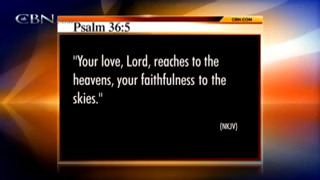 CBN
CBN.COM
Psalm 36:5
"Your love, Lord, reaches to the
heavens, your faithfulness to the
skies."
(NKJV)